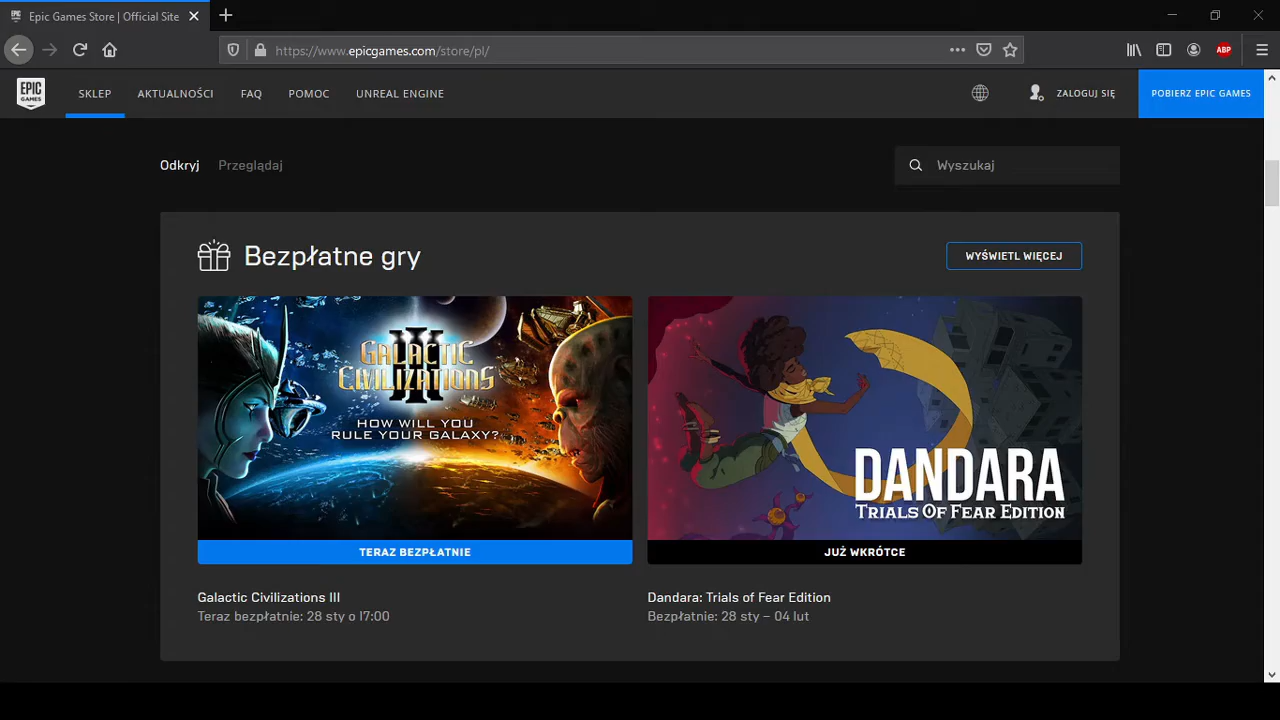 Epic Games Store | Official Site
https://www.epicgames.com/store/pl/
ABP
EPIC
GAMES
SKLEP
AKTUALNOŚCI
FAQ
POMOC
UNREAL ENGINE
ZALOGUJ SIĘ
POBIERZ EPIC GAMES
Odkryj
Przeglądaj
Wyszukaj
Bezpłatne gry
WYŚWIETL WIĘCEJ
GALACTIC
CIVILIZATIONS
III
HOW WILL YOU
RULE YOUR GALAXY?
DANDARA
TRIALS OF FEAR EDITION
TERAZ BEZPŁATNIE
JUŻ WKRÓTCE
Galactic Civilizations III
Teraz bezpłatnie: 28 sty o 17:00
Dandara: Trials of Fear Edition
Bezpłatnie: 28 sty – 04 lut